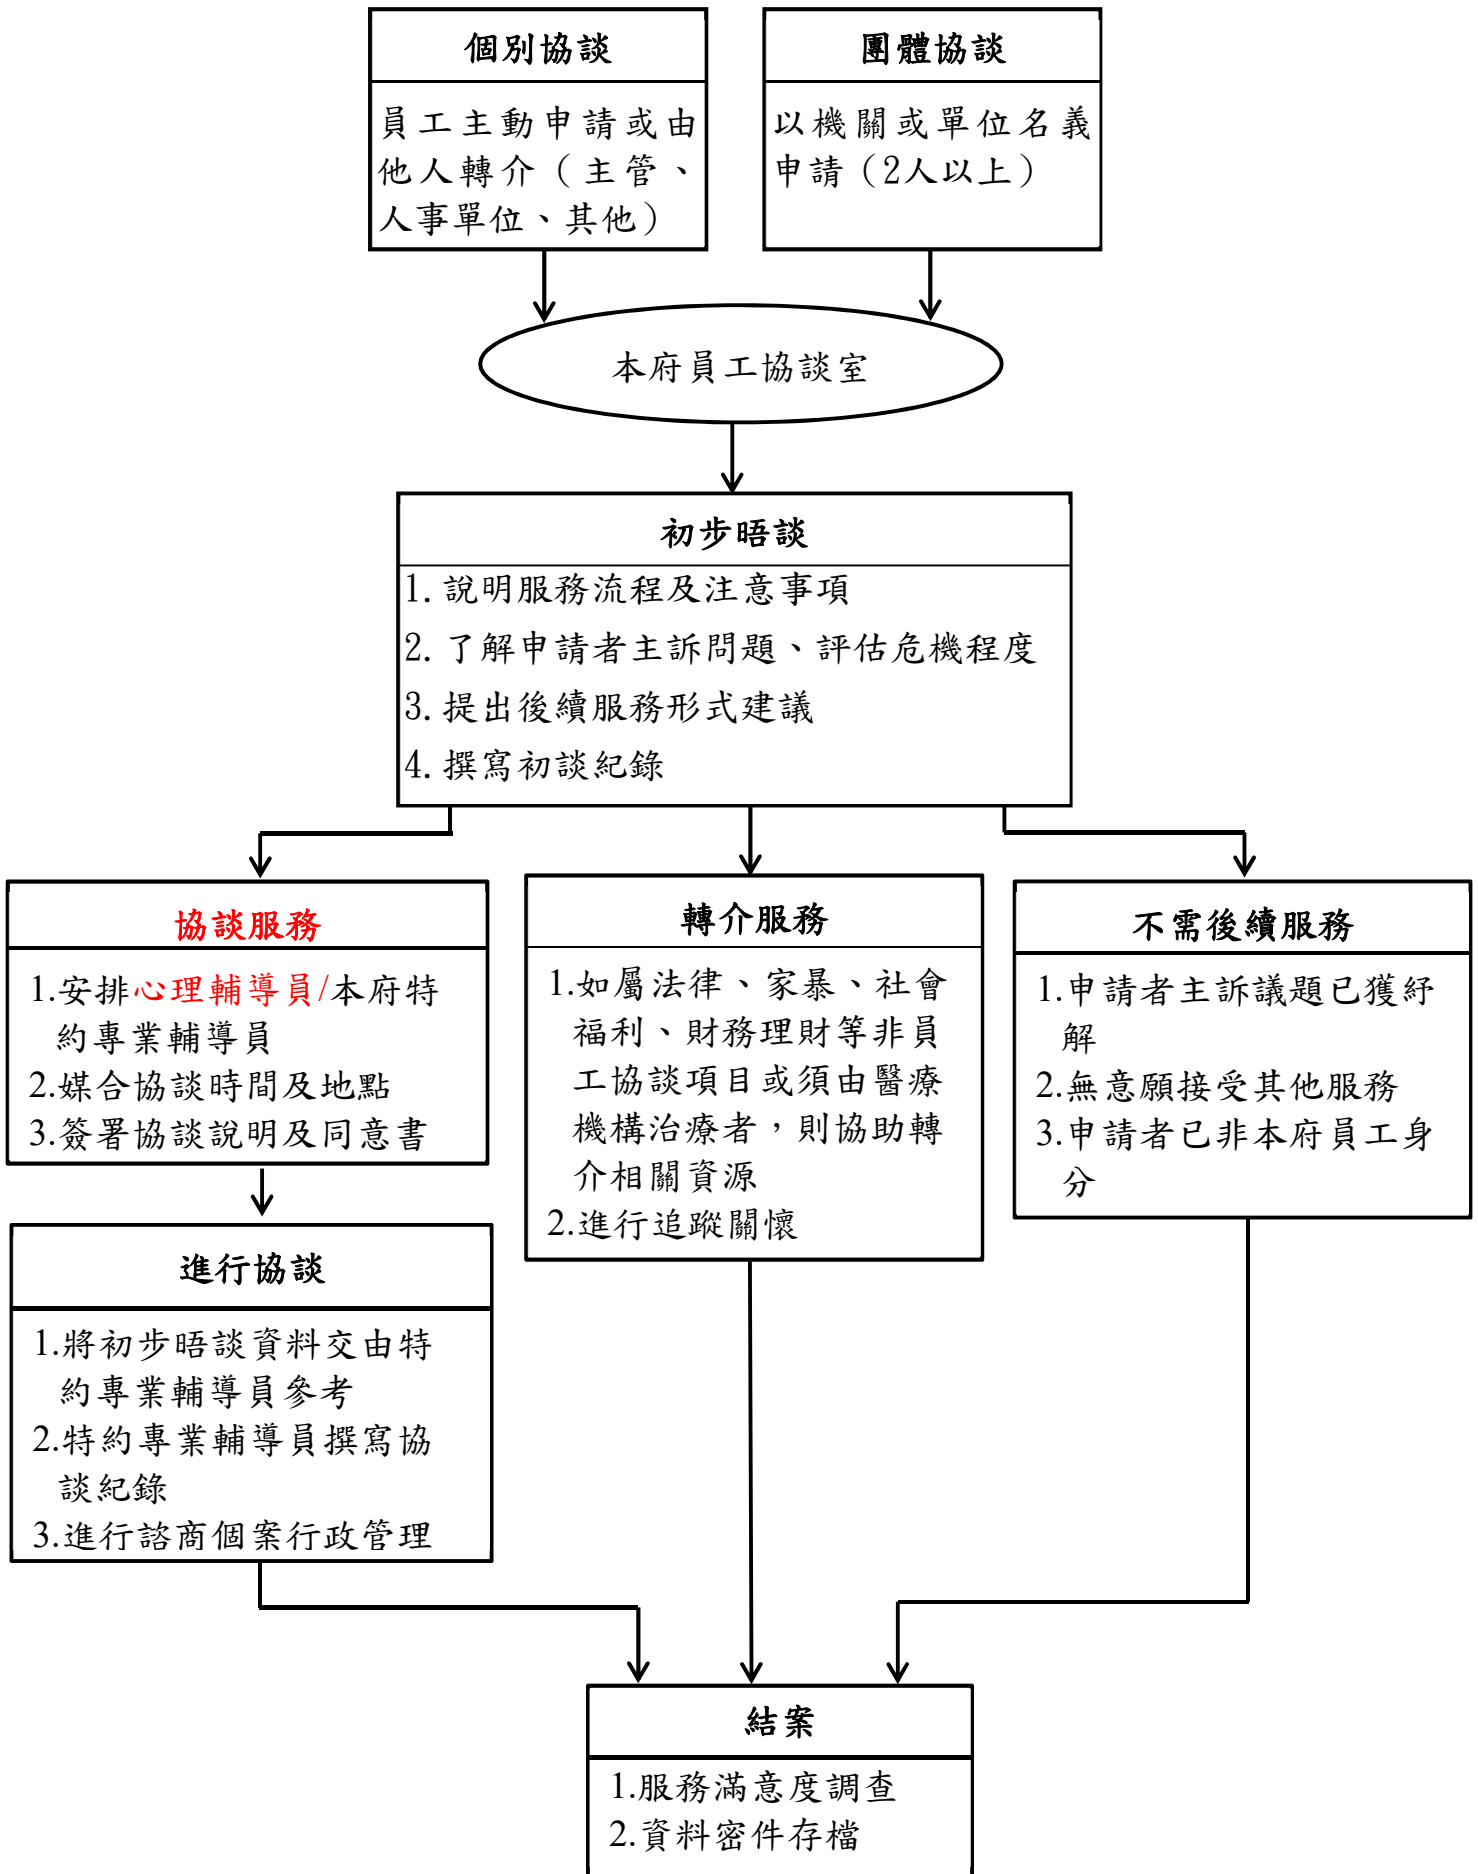 個別協談
員工主動申請或由
他人轉介（主管、
人事單位、其他）
團體協談
以機關或單位名義
申請（2人以上）
本府員工協談室
初步晤談
1.說明服務流程及注意事項
2.了解申請者主訴問題、評估危機程度
3.提出後續服務形式建議
4.撰寫初談紀錄
協談服務
1.安排心理輔導員/本府特
約專業輔導員
2.媒合協談時間及地點
3.簽署協談說明及同意書
轉介服務
1.如屬法律、家暴、社會
福利、財務理財等非員
工協談項目或須由醫療
機構治療者，則協助轉
介相關資源
2.進行追蹤關懷
不需後續服務
1.申請者主訴議題已獲紓
解
2.無意願接受其他服務
3.申請者已非本府員工身
分
進行協談
1.將初步晤談資料交由特
約專業輔導員參考
2.特約專業輔導員撰寫協
談紀錄
3.進行諮商個案行政管理
結案
1.服務滿意度調查
2.資料密件存檔